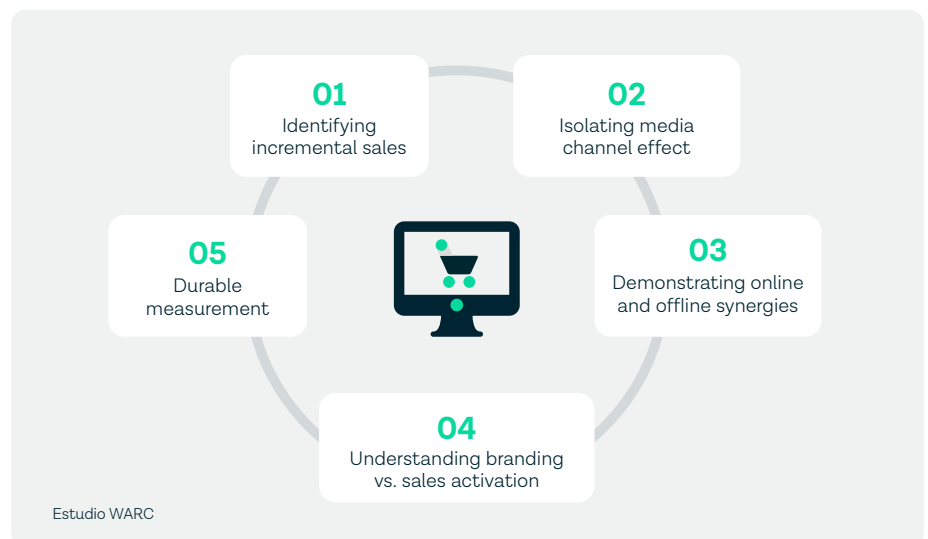 01
Identifying
incremental sales
02
Isolating media
channel effect
03
Demonstrating online
and offline synergies
04
Understanding branding
vs. sales activation
05
Durable
measurement
Estudio WARC